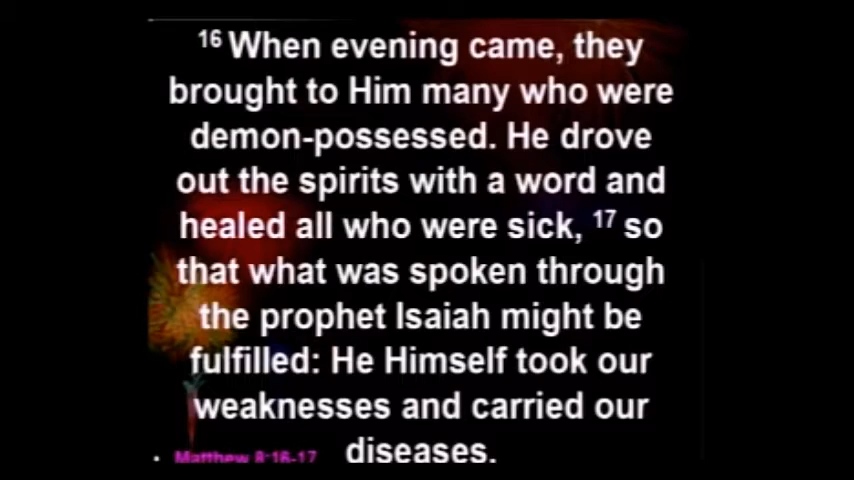 16 When evening came, they
brought to Him many who were
demon-possessed. He drove
out the spirits with a word and
healed all who were sick, 17 so
that what was spoken through
the prophet Isaiah might be
fulfilled: He Himself took our
weaknesses and carried our
diseases.
• Matthew 8:16-17